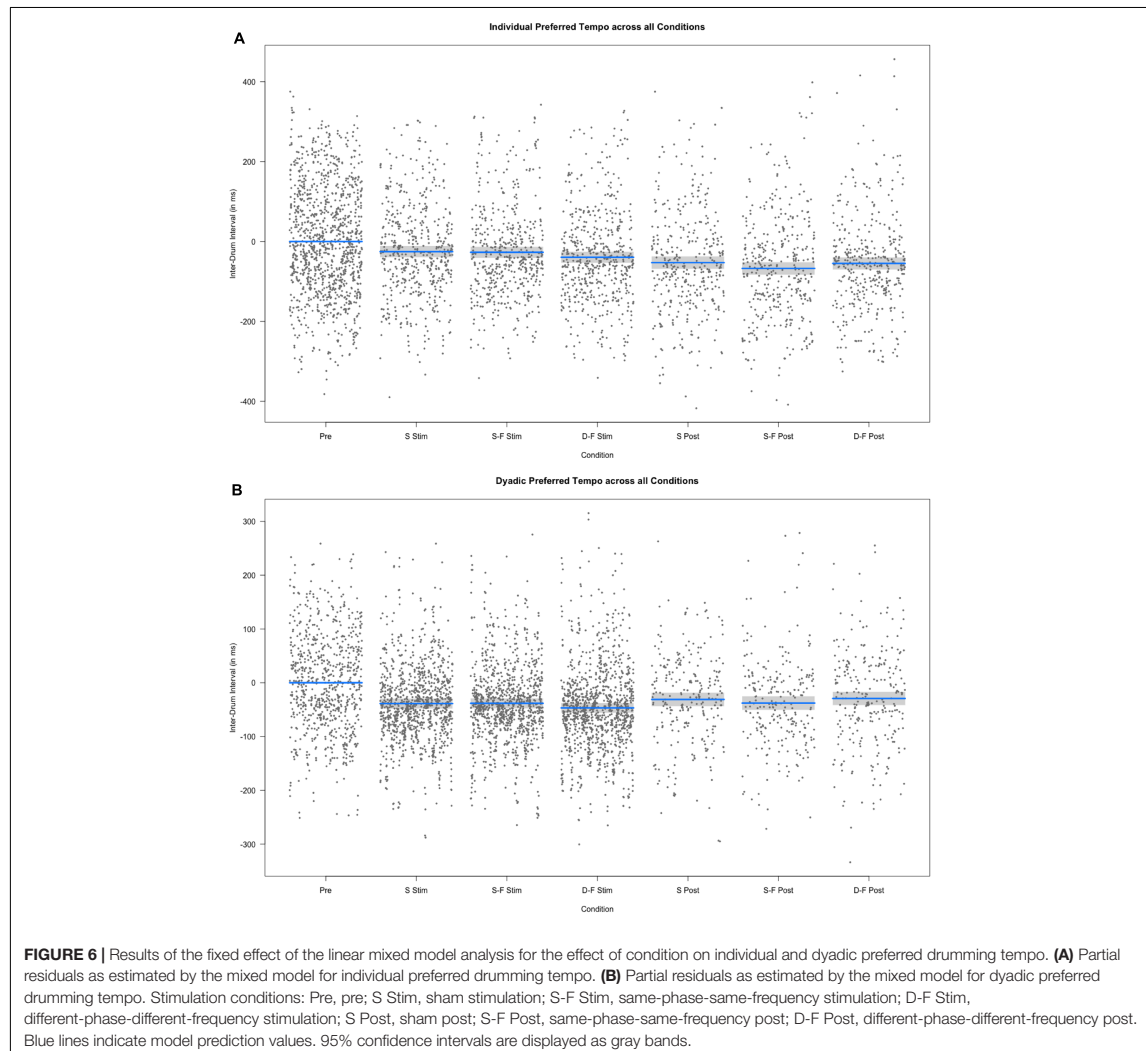 Individual Preferred Tempo across all Conditions
A
400
200
0
-200
-400
Inter-Drum Interval (in ms)
Pre S Stim S-F Stim D-F Stim S Post S-F Post D-F Post
Condition
Dyadic Preferred Tempo across all Conditions
B
300
200
100
0
-100
-200
-300
Inter-Drum Interval (in ms)
Pre S Stim S-F Stim D-F Stim S Post S-F Post D-F Post
Condition
FIGURE 6 | Results of the fixed effect of the linear mixed model analysis for the effect of condition on individual and dyadic preferred drumming tempo. (A) Partial
residuals as estimated by the mixed model for individual preferred drumming tempo. (B) Partial residuals as estimated by the mixed model for dyadic preferred
drumming tempo. Stimulation conditions: Pre, pre; S Stim, sham stimulation; S-F Stim, same-phase-same-frequency stimulation; D-F Stim,
different-phase-different-frequency stimulation; S Post, sham post; S-F Post, same-phase-same-frequency post; D-F Post, different-phase-different-frequency post.
Blue lines indicate model prediction values. 95% confidence intervals are displayed as gray bands.